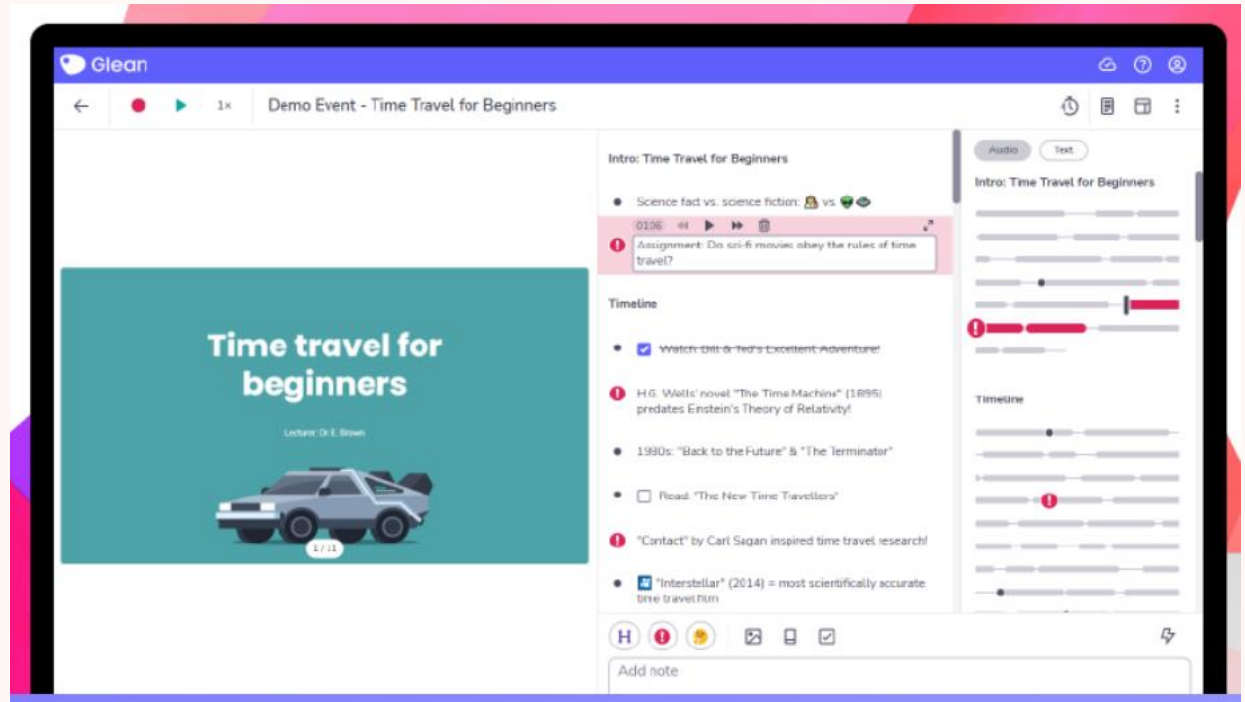 Glean
1x
Demo Event - Time Travel for Beginners
Time travel for
beginners
Lecturer: Dr E. Brown
1 / 11
Intro: Time Travel for Beginners
Science fact vs. science fiction: vs
01:06
Assignment: Do sci-fi movies obey the rules of time
travel?
Timeline
Watch Bill & Ted's Excellent Adventure!
H.G. Wells' novel "The Time Machine" (1895)
predates Einstein's Theory of Relativity!
1980s: "Back to the Future" & "The Terminator"
Read: "The New Time Travellers"
"Contact" by Carl Sagan inspired time travel research!
"Interstellar" (2014) = most scientifically accurate
time travel film
H
Add note
Audio
Text
Intro: Time Travel for Beginners
Timeline